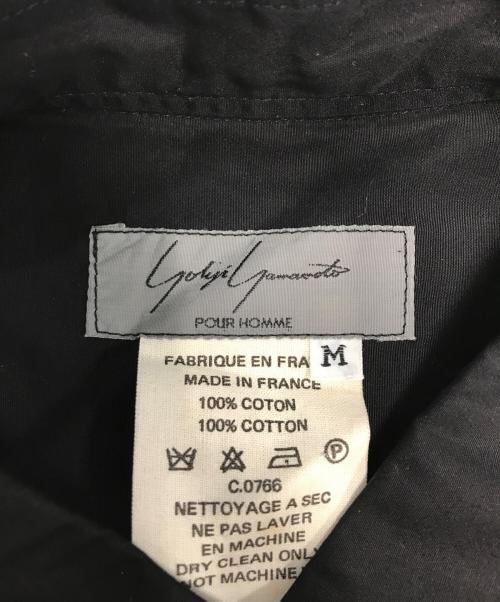 Yohji Yamamoto
POUR HOMME
M
FABRIQUE EN FRA
MADE IN FRANCE
100% COTON
100% COTTON
P
C.0766
NETTOYAGE A SEC
NE PAS LAVER
EN MACHINE
DRY CLEAN ONL
NOT MACHINE